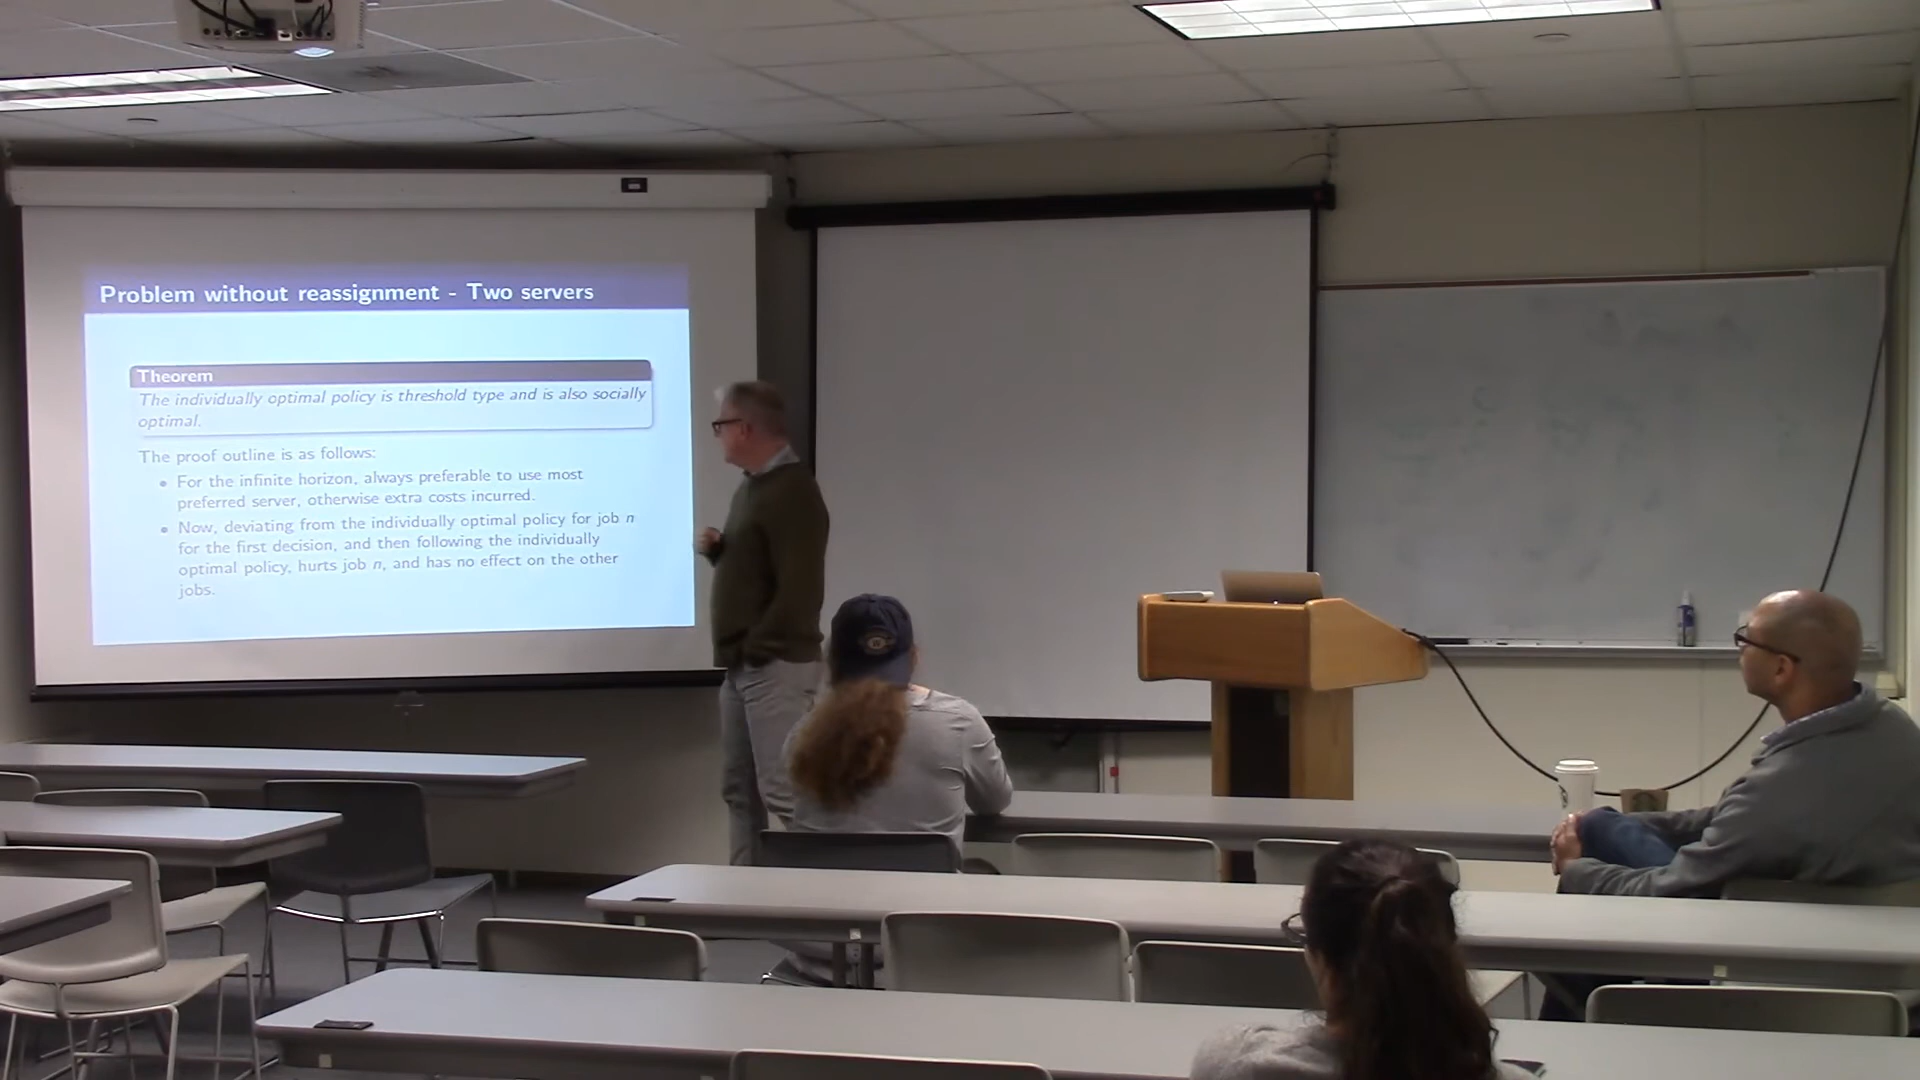 Problem without reassignment - Two servers
Theorem
The individually optimal policy is threshold type and is also socially
optimal.
The proof outline is as follows:
• For the infinite horizon, always preferable to use most
preferred server, otherwise extra costs incurred.
• Now, deviating from the individually optimal policy for job n
for the first decision, and then following the individually
optimal policy, hurts job n, and has no effect on the other
jobs.